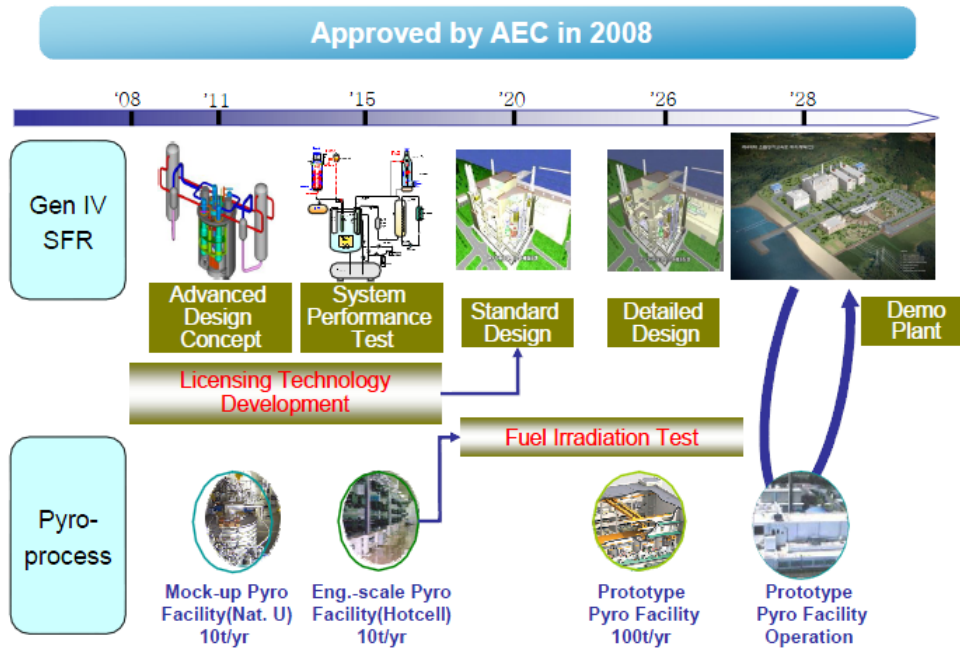 Approved by AEC in 2008
'08
'11
'15
'20
'26
'28
Gen IV
SFR
Advanced
Design
Concept
System
Performance
Test
Standard
Design
Detailed
Design
Demo
Plant
Licensing Technology
Development
Fuel Irradiation Test
Pyro-
process
Mock-up Pyro
Facility(Nat. U)
10t/yr
Eng.-scale Pyro
Facility(Hotcell)
10t/yr
Prototype
Pyro Facility
100t/yr
Prototype
Pyro Facility
Operation